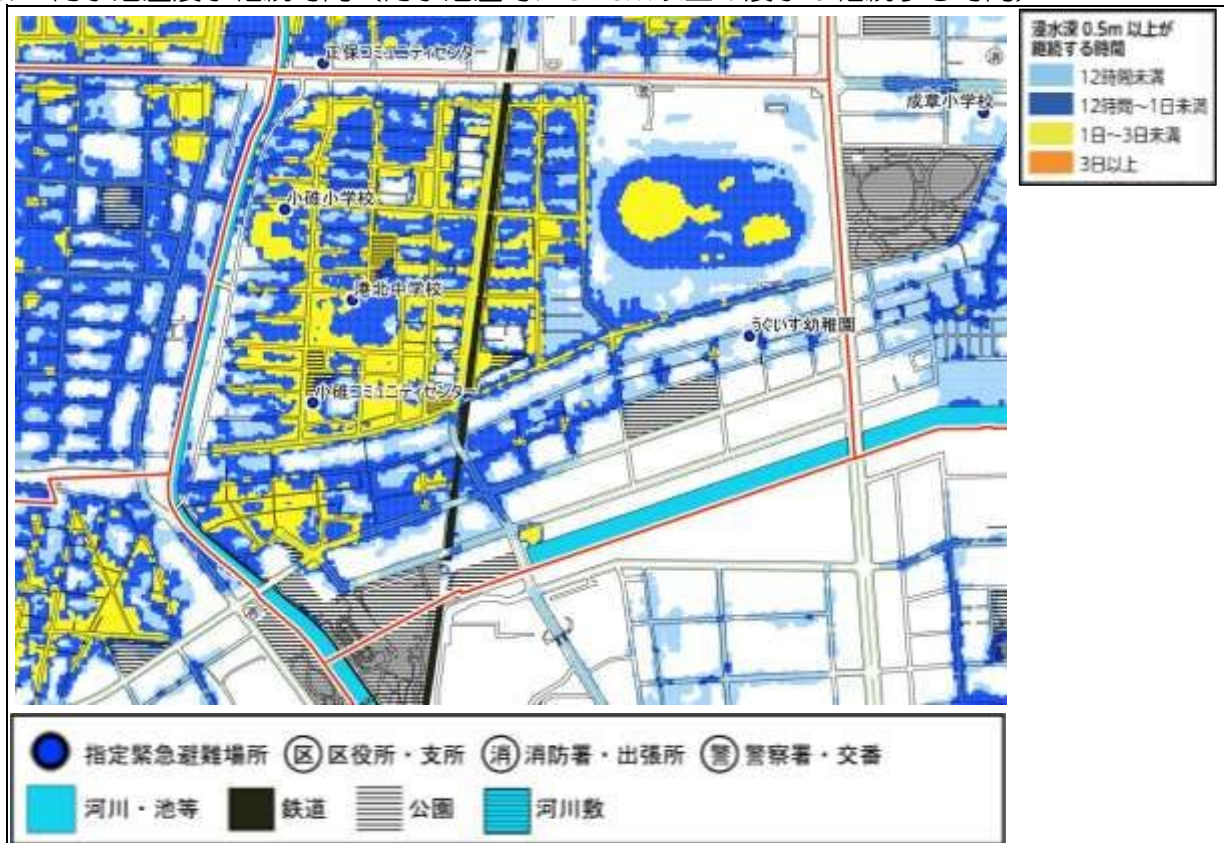 浸水深 0.5m 以上が
継続する時間
12時間未満
12時間～1日未満
1日～3日未満
3日以上
正保コミュニティセンター
消
成章小学校
小碓小学校
港北中学校
うぐいす幼稚園
小碓コミュニティセンター
指定緊急避難場所 区 区役所・支所 消 消防署・出張所 警 警察署・交番
河川・池等 鉄道 公園 河川敷